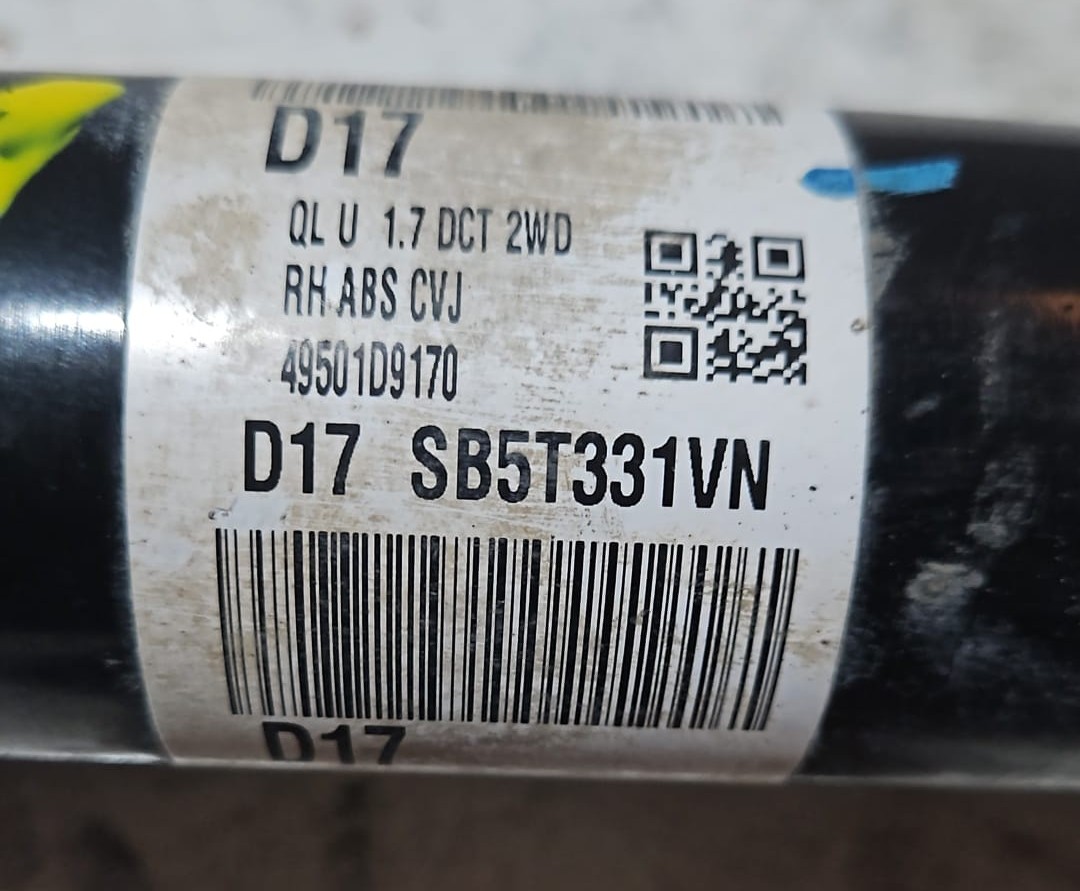 D17
QL U 1.7 DCT 2WD
RH ABS CVJ
49501D9170
D17 SB5T331VN
D17